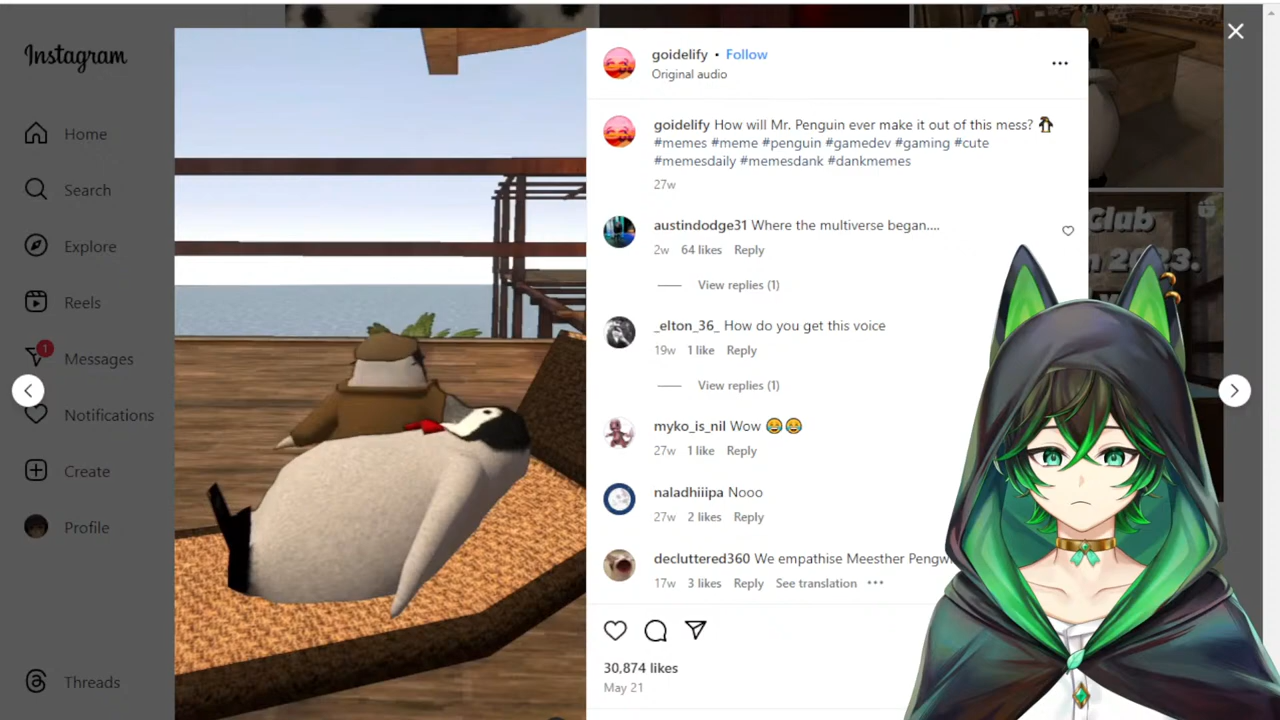 Instagram
Home
Search
Explore
Reels
1
Messages
Notifications
Create
Profile
Threads
goidelify • Follow
Original audio
•••
goidelify How will Mr. Penguin ever make it out of this mess? 🐧
#memes #meme #penguin #gamedev #gaming #cute
#memesdaily #memesdank #dankmemes
27w
austindodge31 Where the multiverse began....
2w 64 likes Reply
View replies (1)
_elton_36_ How do you get this voice
19w 1 like Reply
View replies (1)
myko_is_nil Wow 😂😂
27w 1 like Reply
naladhiiipa Nooo
27w 2 likes Reply
decluttered360 We empathise Meesther
17w 3 likes Reply See translation •••
30,874 likes
May 21
Club
2023.